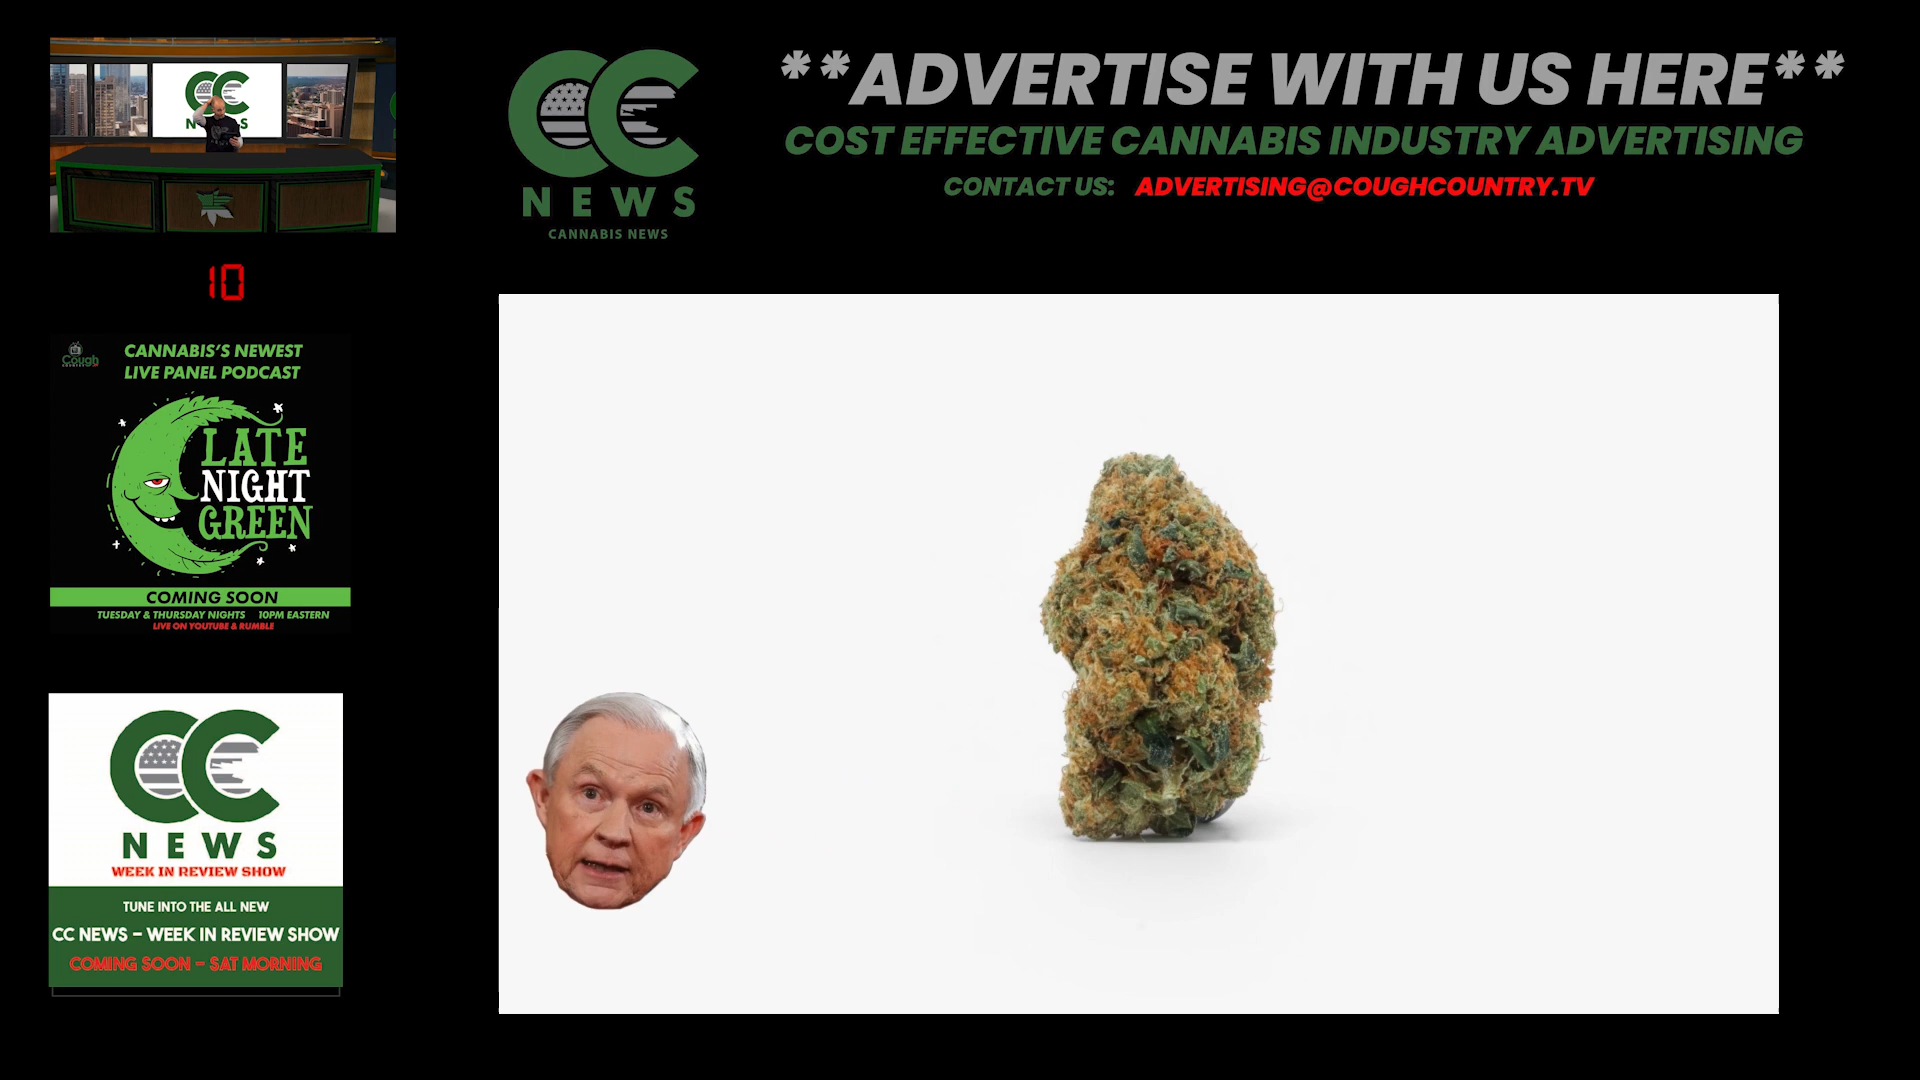 CC
N S
10
Cough
CANNABIS'S NEWEST
LIVE PANEL PODCAST
LATE
NIGHT
GREEN
COMING SOON
TUESDAY & THURSDAY NIGHTS 10PM EASTERN
LIVE ON YOUTUBE & RUMBLE
CC
NEWS
WEEK IN REVIEW SHOW
TUNE INTO THE ALL NEW
CC NEWS - WEEK IN REVIEW SHOW
COMING SOON - SAT MORNING
CC
NEWS
CANNABIS NEWS
**ADVERTISE WITH US HERE**
COST EFFECTIVE CANNABIS INDUSTRY ADVERTISING
CONTACT US: ADVERTISING@COUGHCOUNTRY.TV